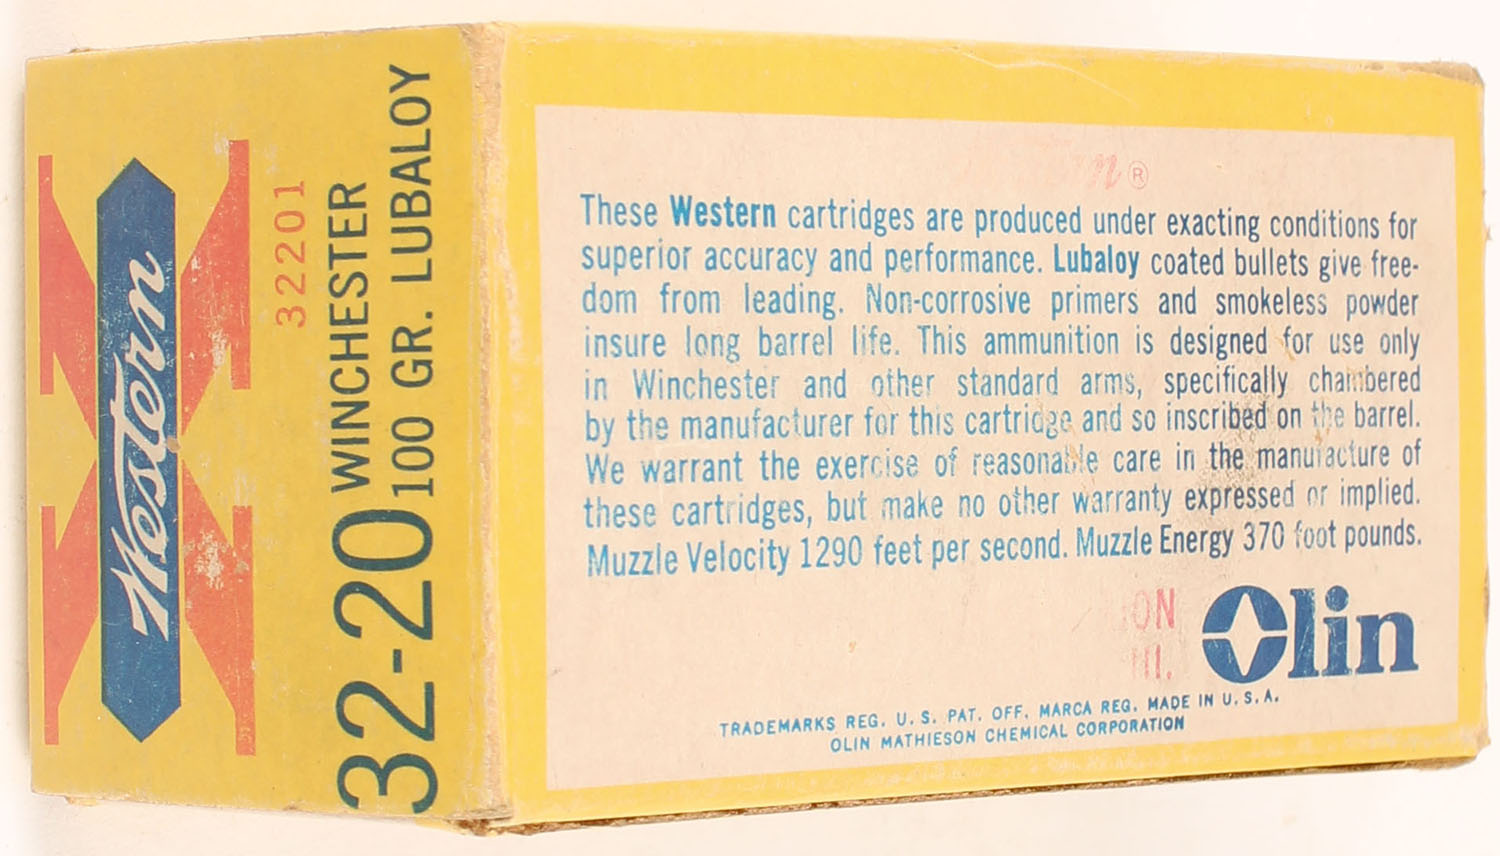 Western
32201
32-20 WINCHESTER
100 GR. LUBALOY
®
These Western cartridges are produced under exacting conditions for
superior accuracy and performance. Lubaloy coated bullets give free-
dom from leading. Non-corrosive primers and smokeless powder
insure long barrel life. This ammunition is designed for use only
in Winchester and other standard arms, specifically chambered
by the manufacturer for this cartridge and so inscribed on the barrel.
We warrant the exercise of reasonable care in the manufacture of
these cartridges, but make no other warranty expressed or implied.
Muzzle Velocity 1290 feet per second. Muzzle Energy 370 foot pounds.
Olin
TRADEMARKS REG. U. S. PAT. OFF. MARCA REG. MADE IN U. S. A.
OLIN MATHIESON CHEMICAL CORPORATION